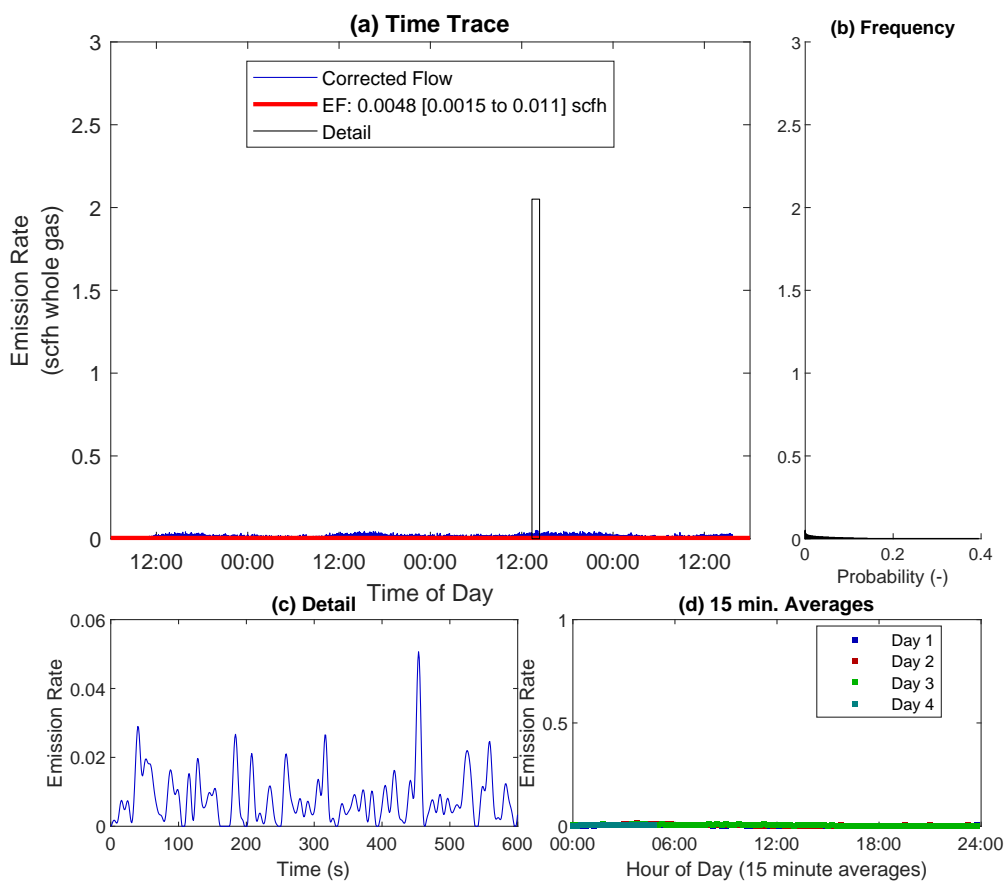 (a) Time Trace
3
2.5
2
1.5
1
0.5
0
Emission Rate
(scfh whole gas)
Corrected Flow
EF: 0.0048 [0.0015 to 0.011] scfh
Detail
12:00 00:00 12:00 00:00 12:00 00:00 12:00
Time of Day
(b) Frequency
3
2.5
2
1.5
1
0.5
0
0 0.2 0.4
Probability (-)
(c) Detail
0.06
0.04
0.02
0
Emission Rate
0 100 200 300 400 500 600
Time (s)
(d) 15 min. Averages
1
0.5
0
Emission Rate
Day 1
Day 2
Day 3
Day 4
00:00 06:00 12:00 18:00 24:00
Hour of Day (15 minute averages)